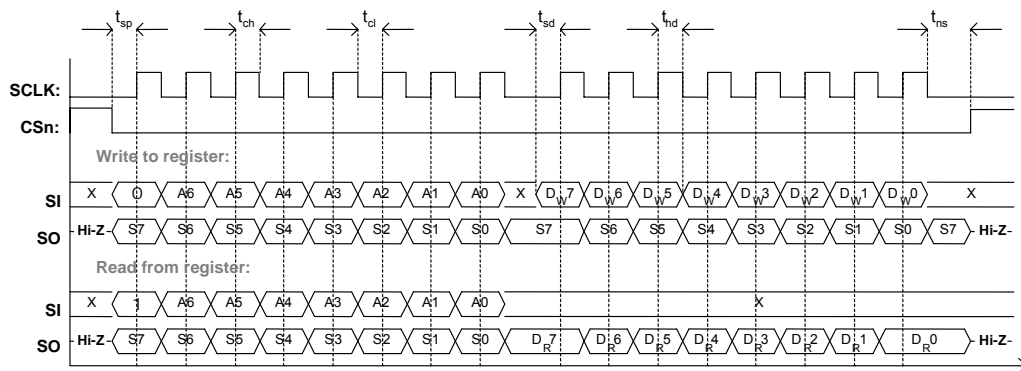 tsp tch tcl tsd thd tns
SCLK:
CSn:
Write to register:
SI X 0 A6 A5 A4 A3 A2 A1 A0 X DW7 DW6 DW5 DW4 DW3 DW2 DW1 DW0 X
SO Hi-Z S7 S6 S5 S4 S3 S2 S1 S0 S7 S6 S5 S4 S3 S2 S1 S0 S7 Hi-Z
Read from register:
SI X 1 A6 A5 A4 A3 A2 A1 A0 X
SO Hi-Z S7 S6 S5 S4 S3 S2 S1 S0 DR7 DR6 DR5 DR4 DR3 DR2 DR1 DR0 Hi-Z